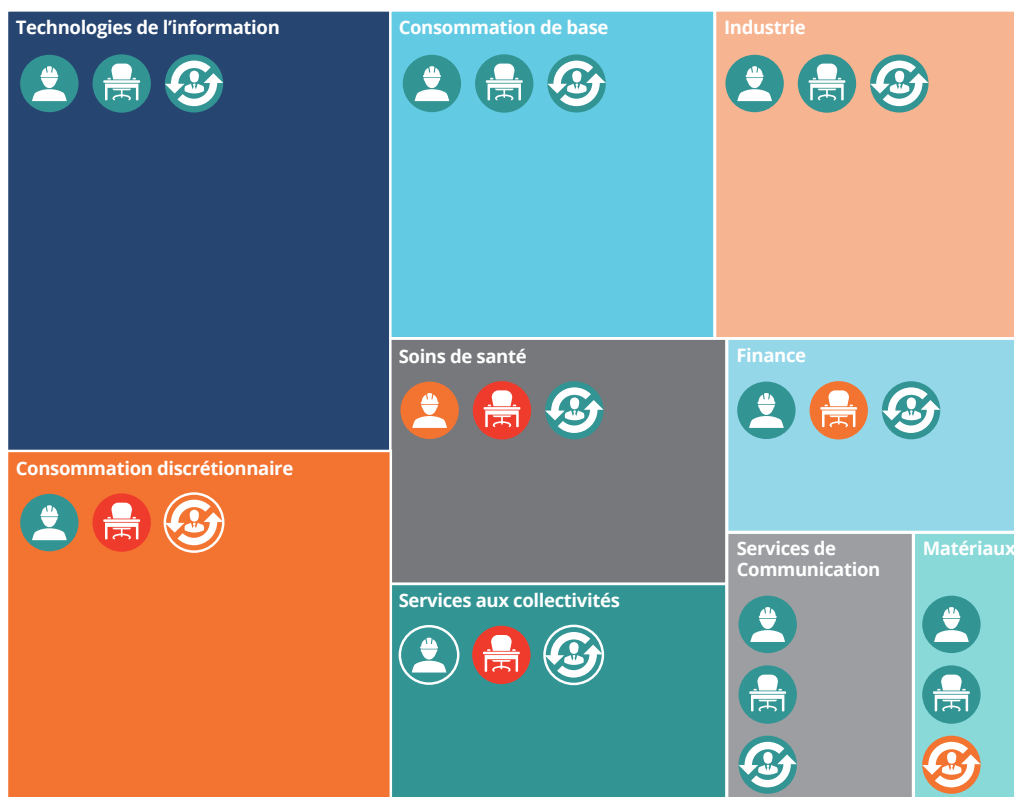 Technologies de l’information
Consommation de base
Industrie
Soins de santé
Finance
Consommation discrétionnaire
Services de
Communication
Matériaux
Services aux collectivités